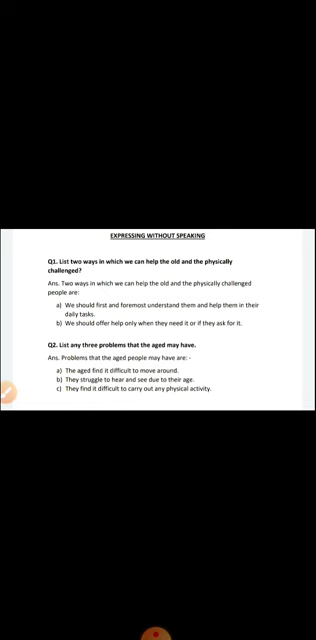 EXPRESSING WITHOUT SPEAKING
Q1. List two ways in which we can help the old and the physically
challenged?
Ans. Two ways in which we can help the old and the physically challenged
people are:
a) We should first and foremost understand them and help them in their
daily tasks.
b) We should offer help only when they need it or if they ask for it.
Q2. List any three problems that the aged may have.
Ans. Problems that the aged people may have are: -
a) The aged find it difficult to move around.
b) They struggle to hear and see due to their age.
c) They find it difficult to carry out any physical activity.